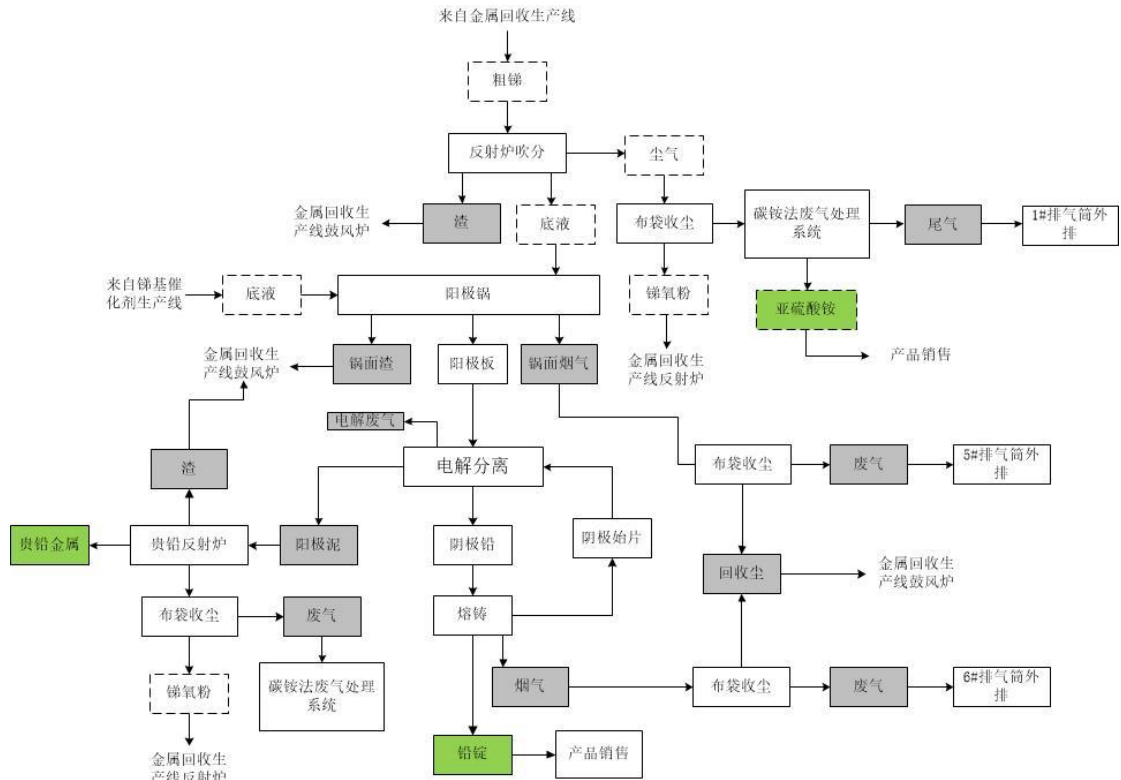 来自金属回收生产线
粗锑
反射炉吹分
尘气
金属回收生
产线鼓风炉
渣
底液
布袋收尘
碳铵法废气处理
系统
尾气
1#排气筒外
排
来自锑基催
化剂生产线
底液
阳极锅
锑氧粉
亚硫酸铵
金属回收生
产线鼓风炉
锅面渣
阳极板
锅面烟气
金属回收生
产线反射炉
产品销售
电解废气
渣
电解分离
布袋收尘
废气
5#排气筒外
排
贵铅金属
贵铅反射炉
阳极泥
阴极铅
阴极始片
回收尘
金属回收生
产线鼓风炉
布袋收尘
废气
熔铸
锑氧粉
碳铵法废气处理
系统
烟气
布袋收尘
废气
6#排气筒外
排
金属回收生
产线反射炉
铅锭
产品销售